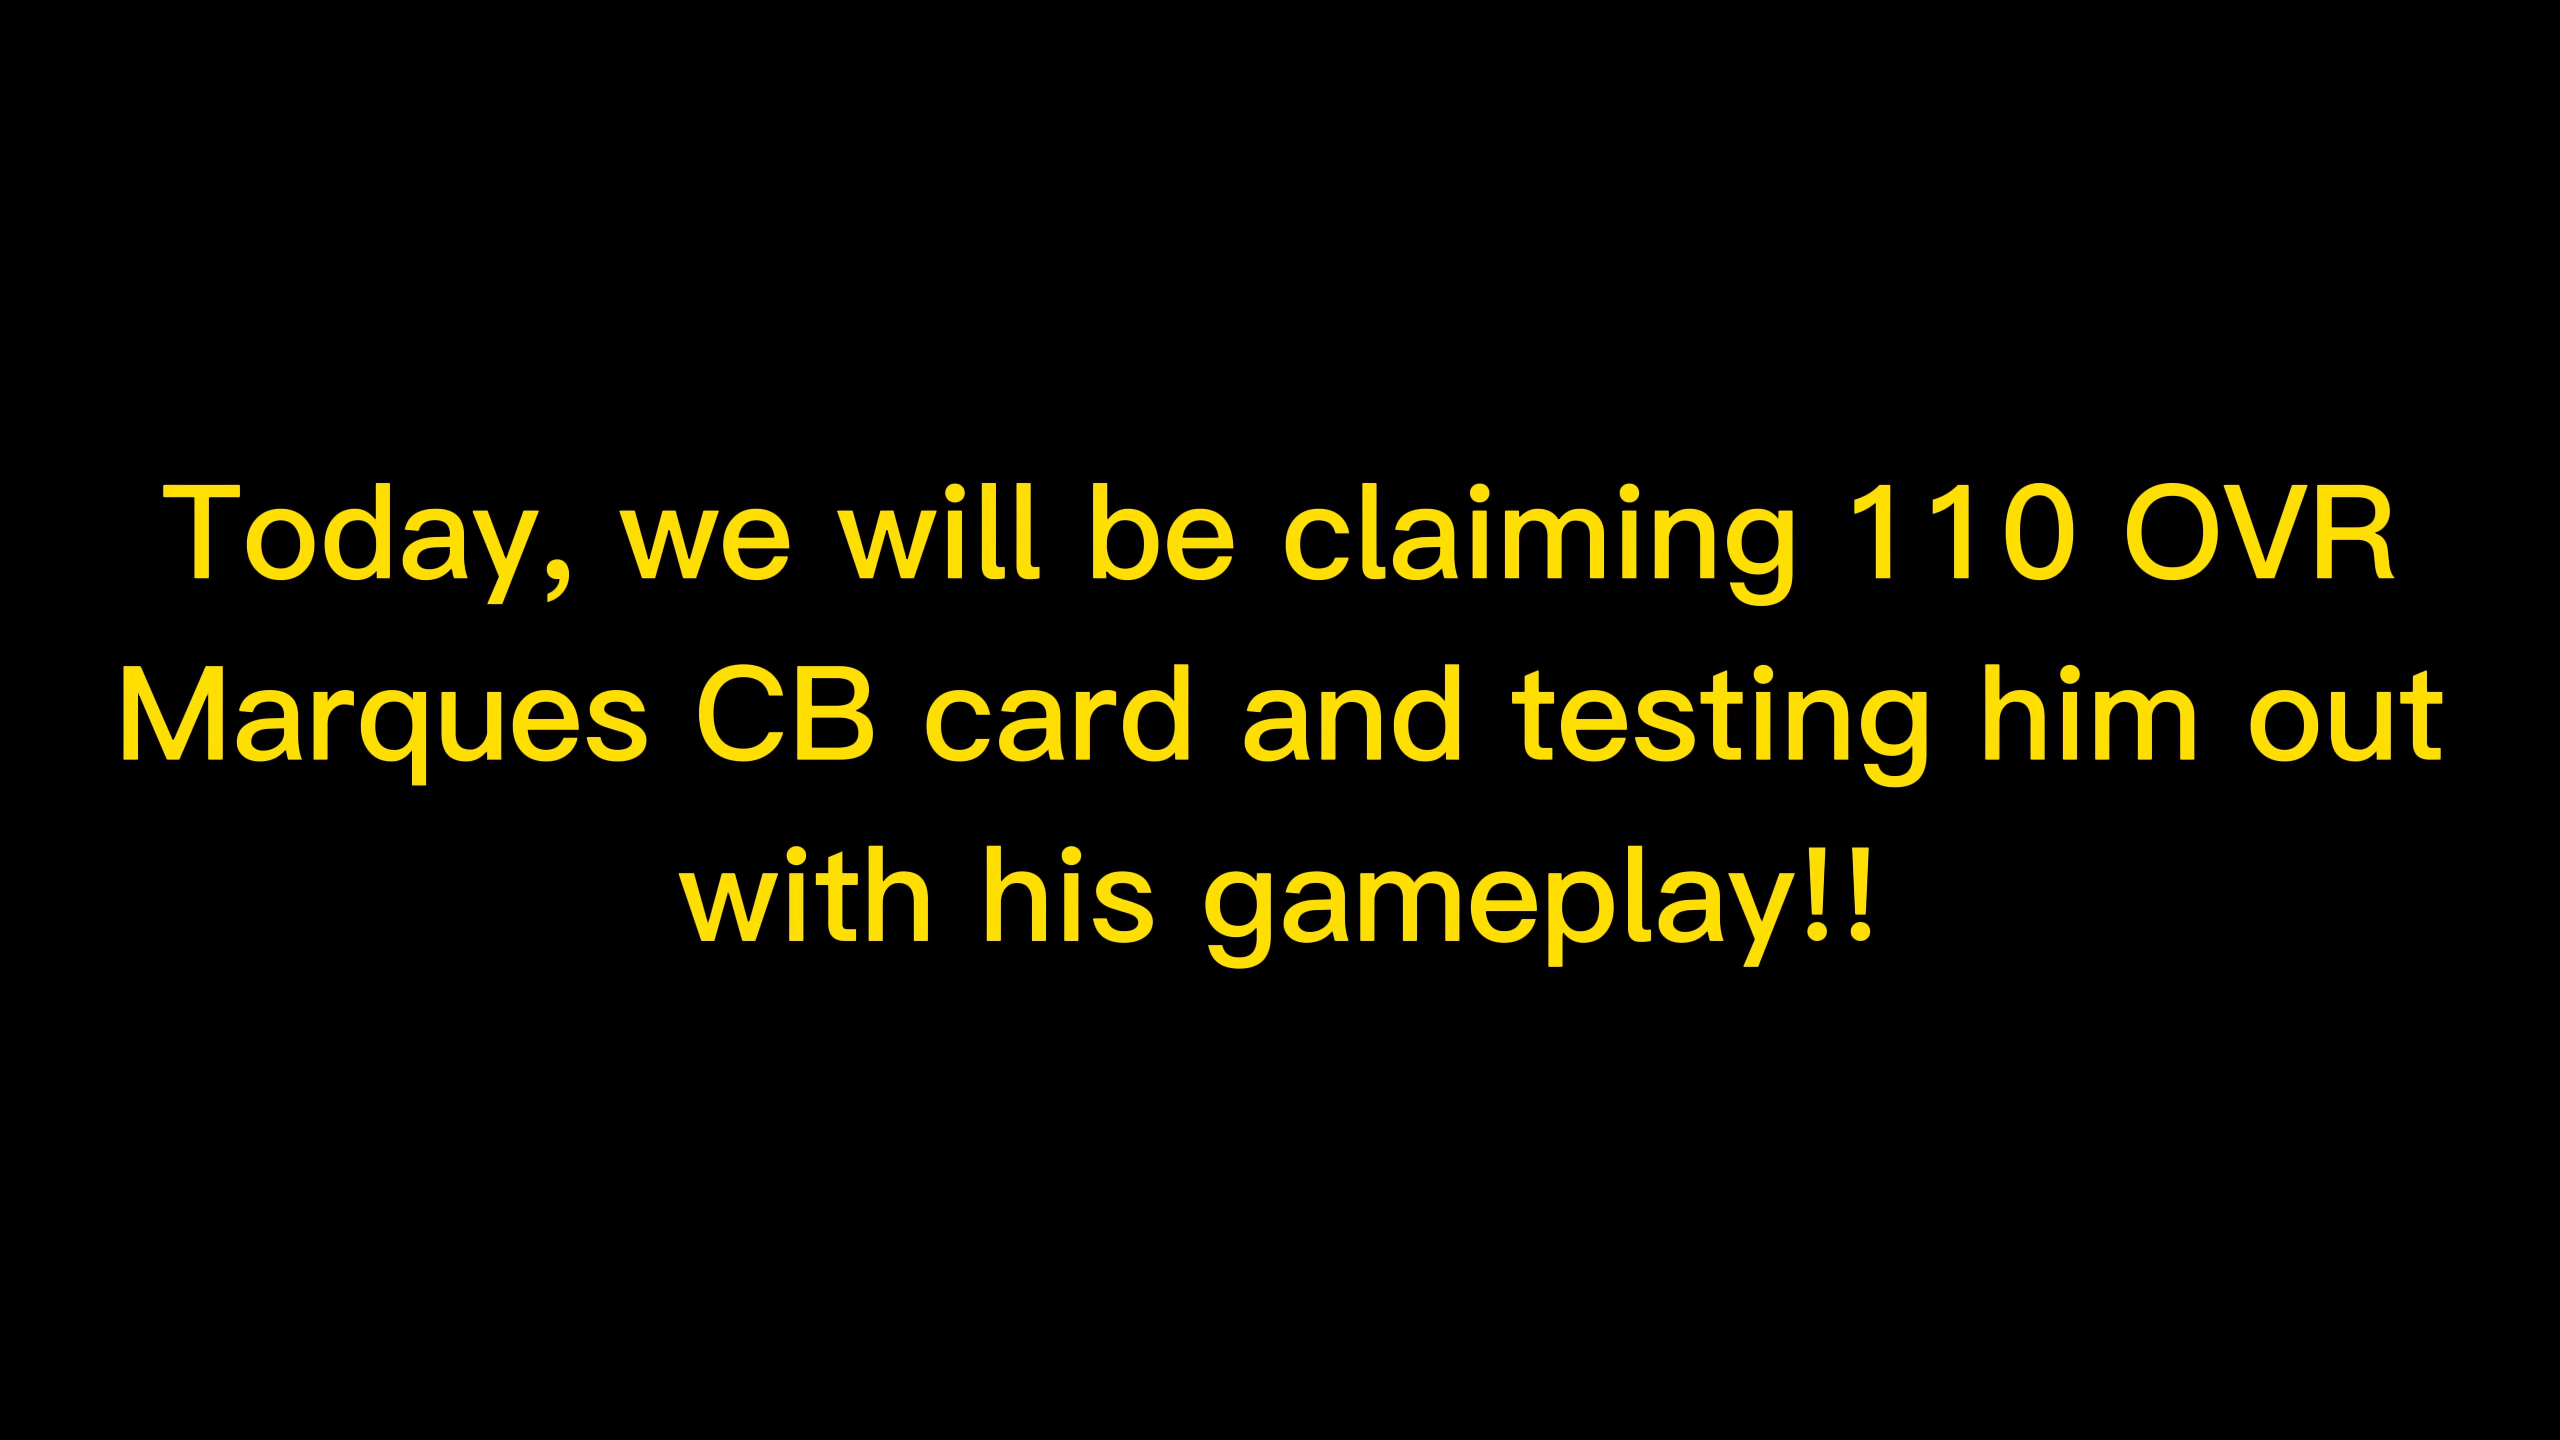 Today, we will be claiming 110 OVR
Marques CB card and testing him out
with his gameplay!!